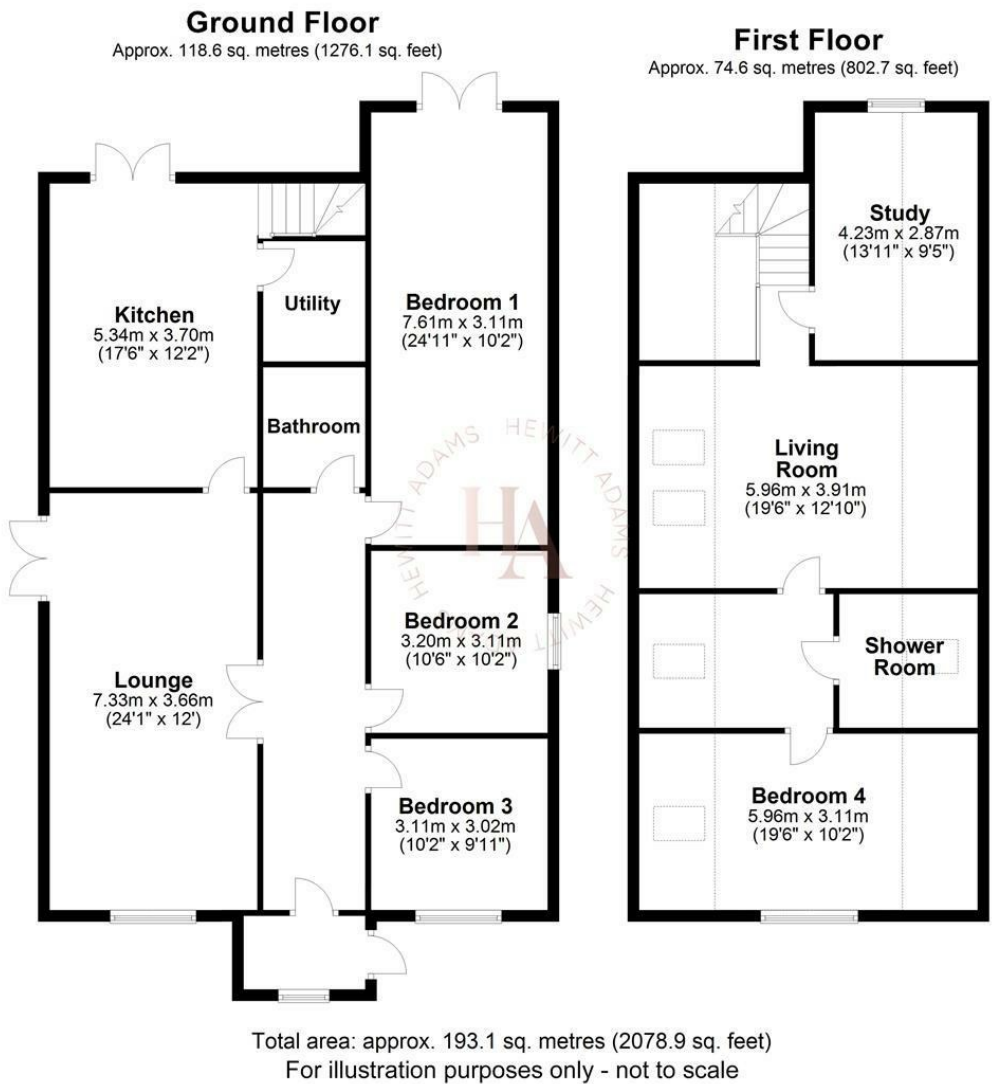 Ground Floor
Approx. 118.6 sq. metres (1276.1 sq. feet)
Kitchen
5.34m x 3.70m
(17'6" x 12'2")
Utility
Bathroom
Bedroom 1
7.61m x 3.11m
(24'11" x 10'2")
Lounge
7.33m x 3.66m
(24'1" x 12')
Bedroom 2
3.20m x 3.11m
(10'6" x 10'2")
Bedroom 3
3.11m x 3.02m
(10'2" x 9'11")
First Floor
Approx. 74.6 sq. metres (802.7 sq. feet)
Study
4.23m x 2.87m
(13'11" x 9'5")
Living
Room
5.96m x 3.91m
(19'6" x 12'10")
Shower
Room
Bedroom 4
5.96m x 3.11m
(19'6" x 10'2")
HEWITT ADAMS HEWITT ADAMS HEWITT ADAMS
HA
Total area: approx. 193.1 sq. metres (2078.9 sq. feet)
For illustration purposes only - not to scale